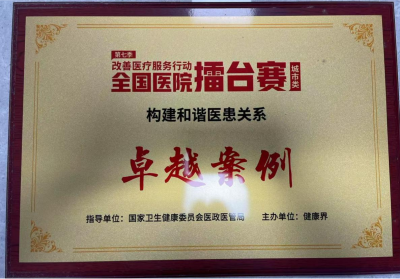 第七季
改善医疗服务行动
全国医院擂台赛 城市类
构建和谐医患关系
卓越案例
指导单位：国家卫生健康委员会医政医管局 主办单位：健康界